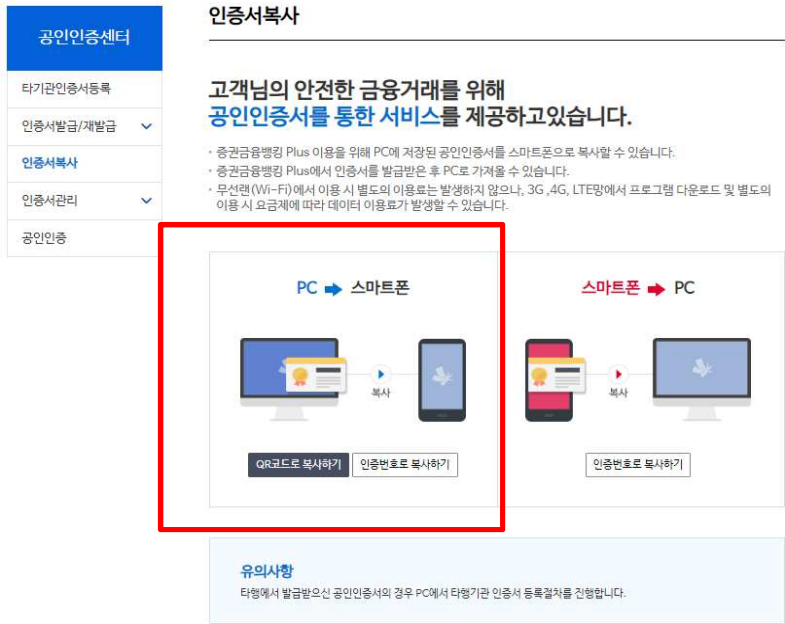 공인인증센터
타기관인증서등록
인증서발급/재발급
인증서복사
인증서관리
공인인증
인증서복사
고객님의 안전한 금융거래를 위해
공인인증서를 통한 서비스를 제공하고있습니다.
· 증권금융뱅킹 Plus 이용을 위해 PC에 저장된 공인인증서를 스마트폰으로 복사할 수 있습니다.
· 증권금융뱅킹 Plus에서 인증서를 발급받은 후 PC로 가져올 수 있습니다.
· 무선랜(Wi-Fi)에서 이용 시 별도의 이용료는 발생하지 않으나, 3G ,4G, LTE망에서 프로그램 다운로드 및 별도의
이용 시 요금제에 따라 데이터 이용료가 발생할 수 있습니다.
PC 스마트폰
복사
QR코드로 복사하기 인증번호로 복사하기
스마트폰 PC
복사
인증번호로 복사하기
유의사항
타행에서 발급받으신 공인인증서의 경우 PC에서 타행기관 인증서 등록절차를 진행합니다.